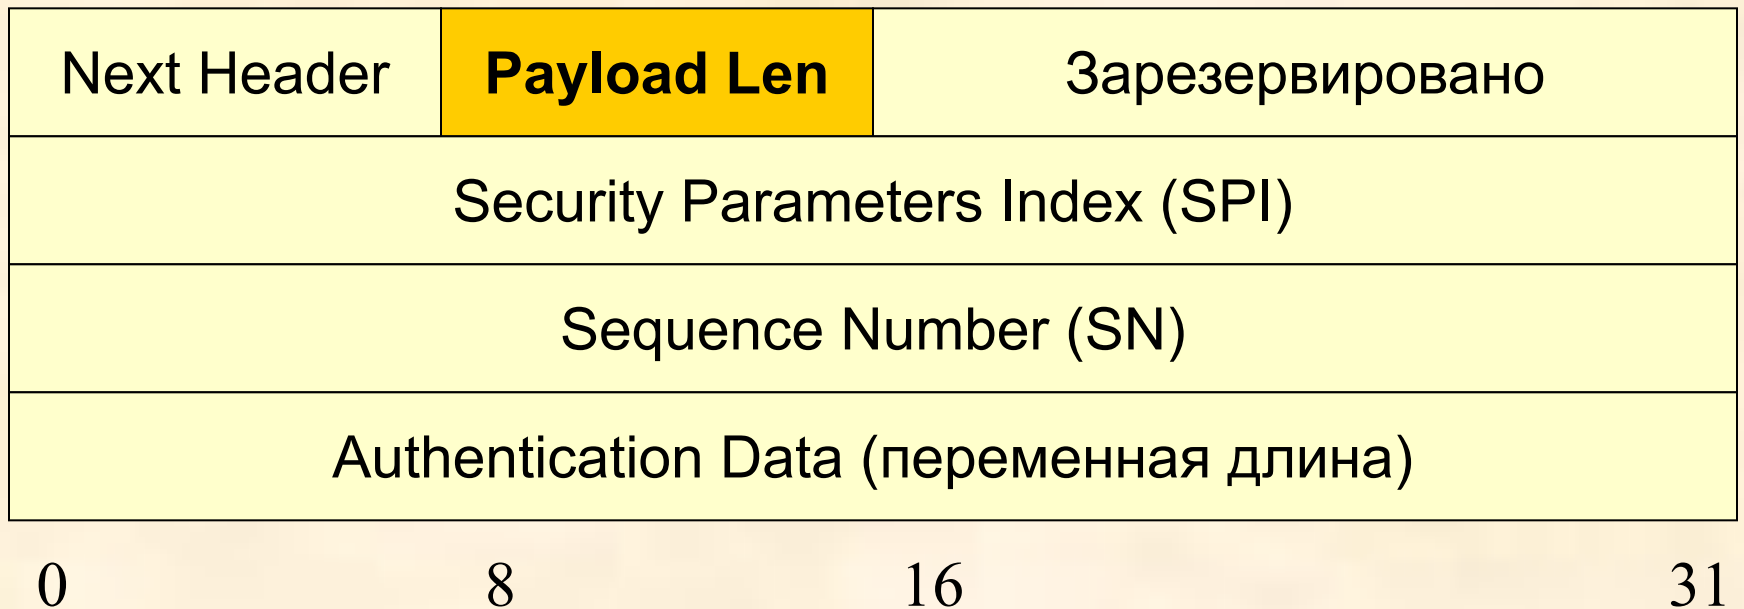 Next Header Payload Len Зарезервировано
Security Parameters Index (SPI)
Sequence Number (SN)
Authentication Data (переменная длина)
0 8 16 31